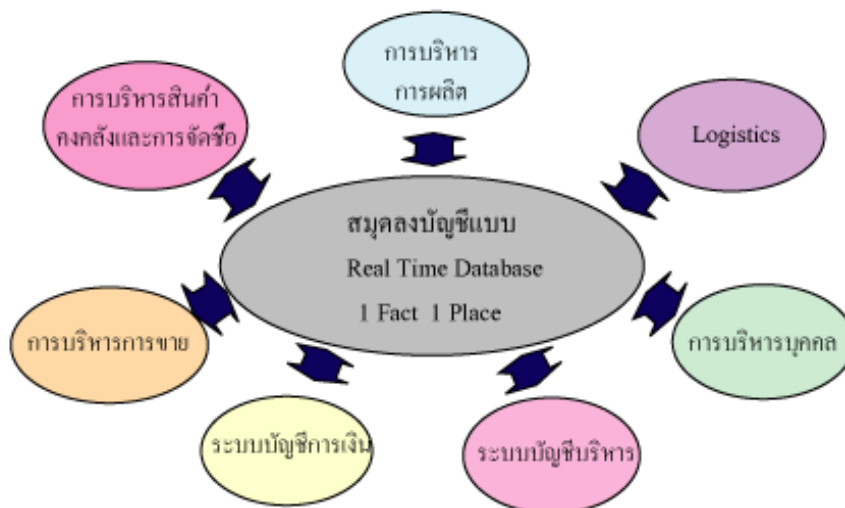 การบริหาร
การผลิต
การบริหารสินค้า
คงคลังและการจัดซื้อ
Logistics
สมุดลงบัญชีแบบ
Real Time Database
1 Fact 1 Place
การบริหารการขาย
การบริหารบุคคล
ระบบบัญชีการเงิน
ระบบบัญชีบริหาร